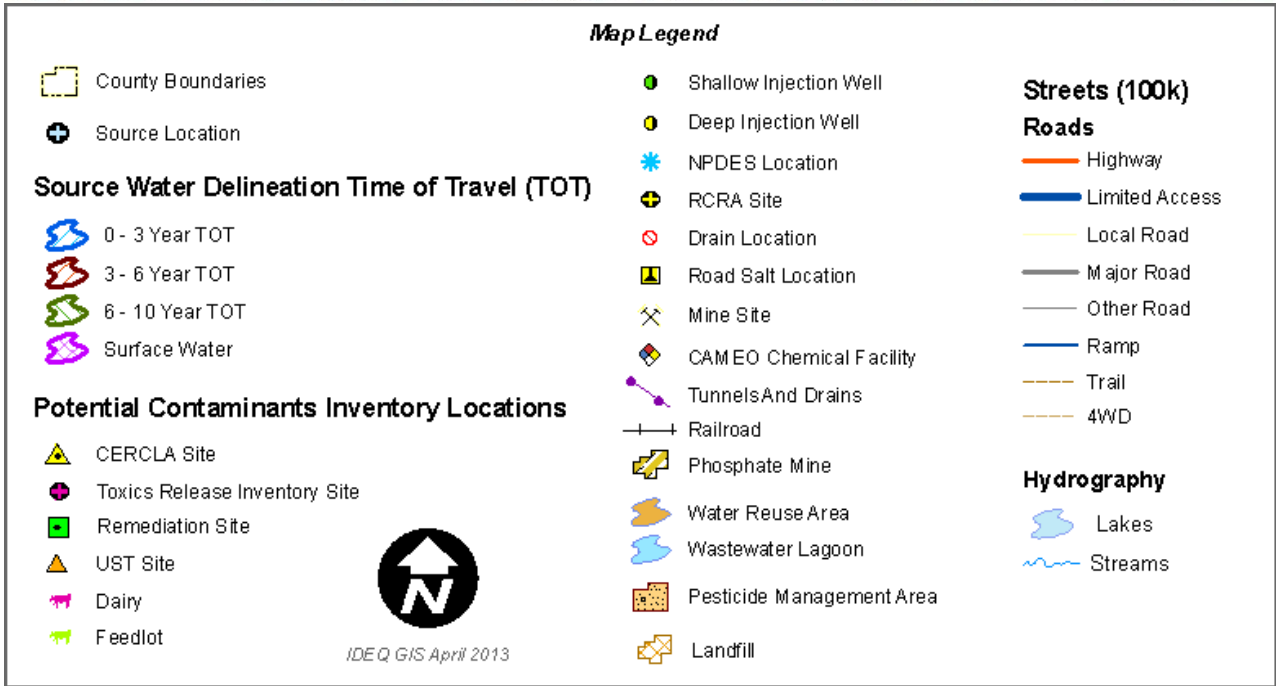 Map Legend
County Boundaries
Source Location
Source Water Delineation Time of Travel (TOT)
0 - 3 Year TOT
3 - 6 Year TOT
6 - 10 Year TOT
Surface Water
Potential Contaminants Inventory Locations
CERCLA Site
Toxics Release Inventory Site
Remediation Site
UST Site
Dairy
Feedlot
N
IDEQ GIS April 2013
Shallow Injection Well
Deep Injection Well
NPDES Location
RCRA Site
Drain Location
Road Salt Location
Mine Site
CAMEO Chemical Facility
Tunnels And Drains
Railroad
Phosphate Mine
Water Reuse Area
Wastewater Lagoon
Pesticide Management Area
Landfill
Streets (100k)
Roads
Highway
Limited Access
Local Road
Major Road
Other Road
Ramp
Trail
4WD
Hydrography
Lakes
Streams